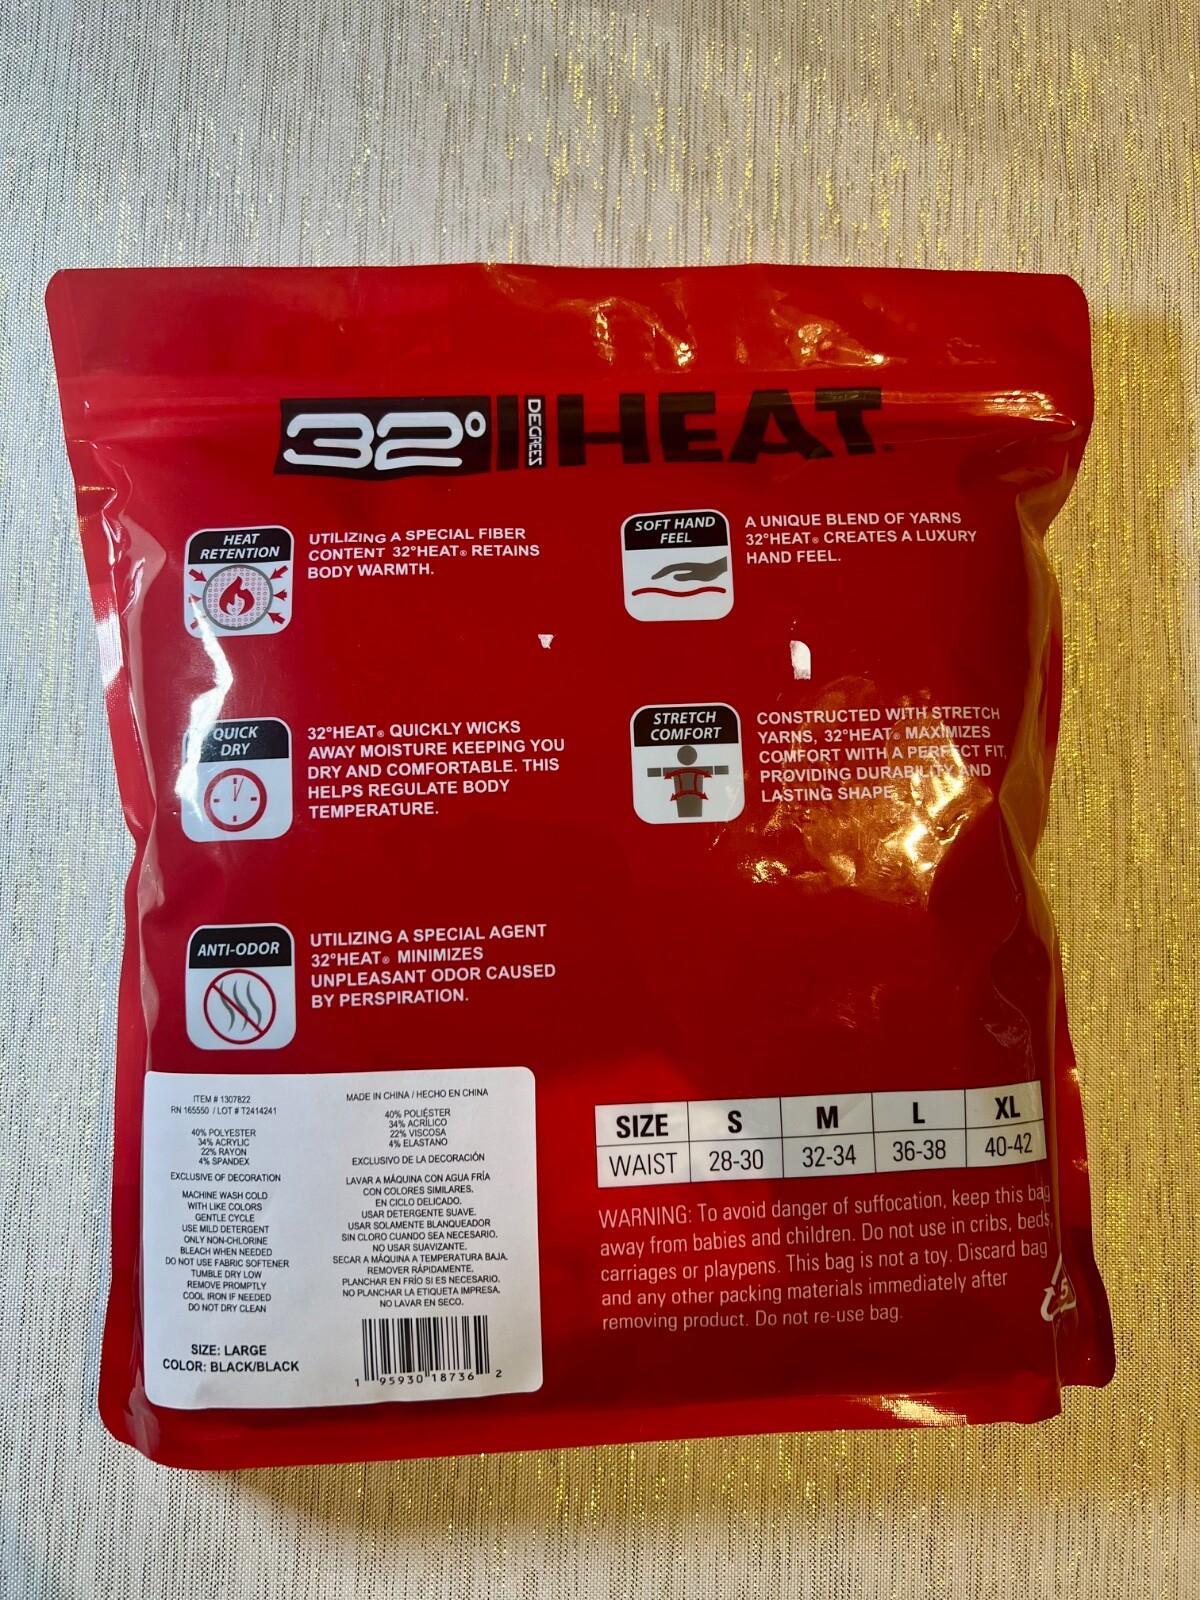 32° DEGREES HEAT
HEAT
RETENTION
UTILIZING A SPECIAL FIBER
CONTENT 32°HEAT® RETAINS
BODY WARMTH.
SOFT HAND
FEEL
A UNIQUE BLEND OF YARNS
32°HEAT® CREATES A LUXURY
HAND FEEL.
QUICK
DRY
32°HEAT® QUICKLY WICKS
AWAY MOISTURE KEEPING YOU
DRY AND COMFORTABLE. THIS
HELPS REGULATE BODY
TEMPERATURE.
STRETCH
COMFORT
CONSTRUCTED WITH STRETCH
YARNS, 32°HEAT® MAXIMIZES
COMFORT WITH A PERFECT FIT,
PROVIDING DURABILITY AND
LASTING SHAPE.
ANTI-ODOR
UTILIZING A SPECIAL AGENT
32°HEAT® MINIMIZES
UNPLEASANT ODOR CAUSED
BY PERSPIRATION.
ITEM # 1307822
RN 165550 / LOT # T2414241
40% POLYESTER
34% ACRYLIC
22% RAYON
4% SPANDEX
EXCLUSIVE OF DECORATION
MACHINE WASH COLD
WITH LIKE COLORS
GENTLE CYCLE
USE MILD DETERGENT
ONLY NON-CHLORINE
BLEACH WHEN NEEDED
DO NOT USE FABRIC SOFTENER
TUMBLE DRY LOW
REMOVE PROMPTLY
COOL IRON IF NEEDED
DO NOT DRY CLEAN
SIZE: LARGE
COLOR: BLACK/BLACK
MADE IN CHINA / HECHO EN CHINA
40% POLIÉSTER
34% ACRÍLICO
22% VISCOSA
4% ELASTANO
EXCLUSIVO DE LA DECORACIÓN
LAVAR A MÁQUINA CON AGUA FRÍA
CON COLORES SIMILARES.
EN CICLO DELICADO.
USAR DETERGENTE SUAVE.
USAR SOLAMENTE BLANQUEADOR
SIN CLORO CUANDO SEA NECESARIO.
NO USAR SUAVIZANTE.
SECAR A MÁQUINA A TEMPERATURA BAJA.
REMOVER RÁPIDAMENTE.
PLANCHAR EN FRÍO SI ES NECESARIO.
NO PLANCHAR LA ETIQUETA IMPRESA.
NO LAVAR EN SECO.
1 95930 18736 2
SIZE S M L XL
WAIST 28-30 32-34 36-38 40-42
WARNING: To avoid danger of suffocation, keep this bag
away from babies and children. Do not use in cribs, beds,
carriages or playpens. This bag is not a toy. Discard bag
and any other packing materials immediately after
removing product. Do not re-use bag.
5